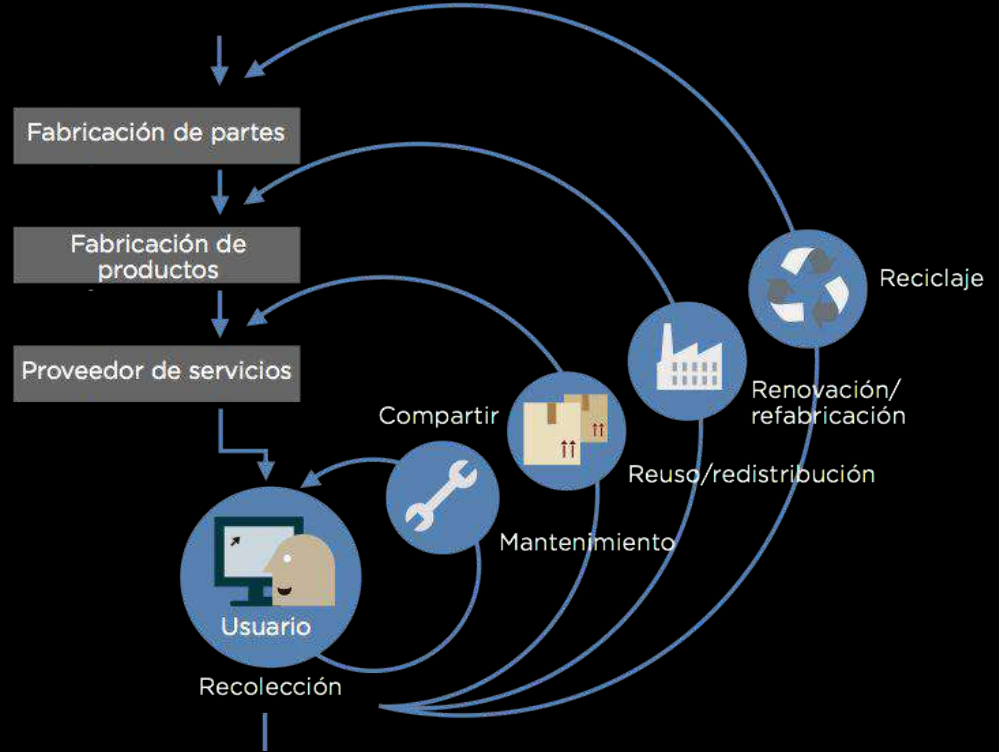 Fabricación de partes
Fabricación de
productos
Reciclaje
Proveedor de servicios
Renovación/
refabricación
Compartir
Reuso/redistribución
Mantenimiento
Usuario
Recolección